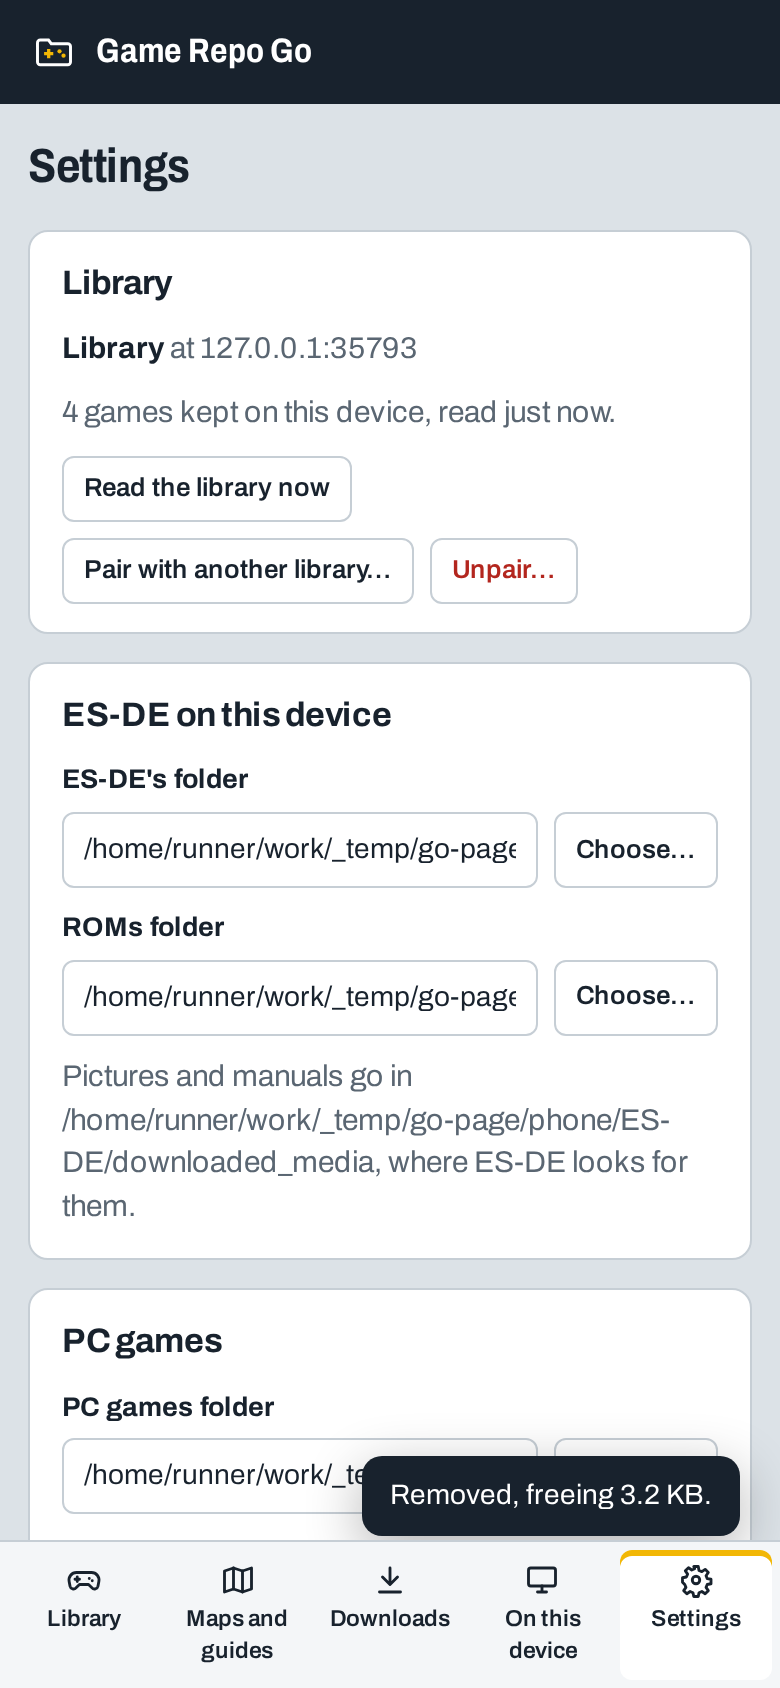 Game Repo Go
Settings
Library
Library at 127.0.0.1:35793
4 games kept on this device, read just now.
Read the library now
Pair with another library...
Unpair...
ES-DE on this device
ES-DE's folder
/home/runner/work/_temp/go-page
Choose...
ROMs folder
/home/runner/work/_temp/go-page
Choose...
Pictures and manuals go in
/home/runner/work/_temp/go-page/phone/ES-
DE/downloaded_media, where ES-DE looks for
them.
PC games
PC games folder
/home/runner/work/_te
Removed, freeing 3.2 KB.
Library
Maps and
guides
Downloads
On this
device
Settings